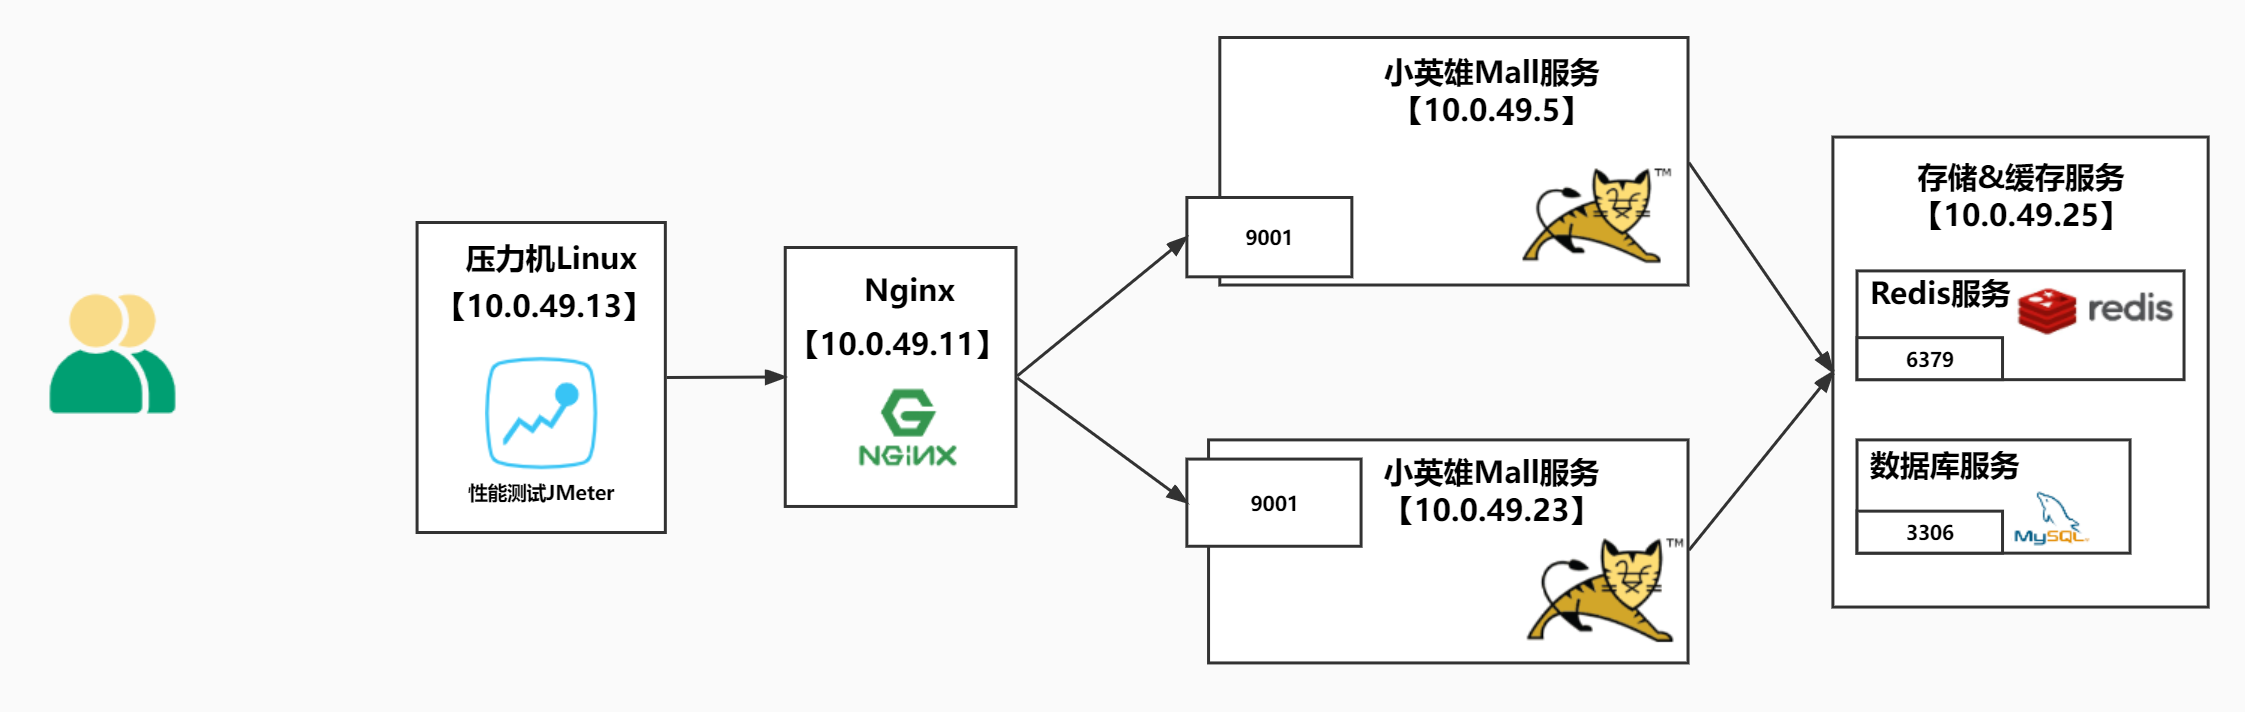 压力机Linux
【10.0.49.13】
性能测试JMeter
Nginx
【10.0.49.11】
NGiNX
小英雄Mall服务
【10.0.49.5】
TM
9001
小英雄Mall服务
【10.0.49.23】
9001
TM
存储&缓存服务
【10.0.49.25】
Redis服务
redis
6379
数据库服务
3306
MySQL